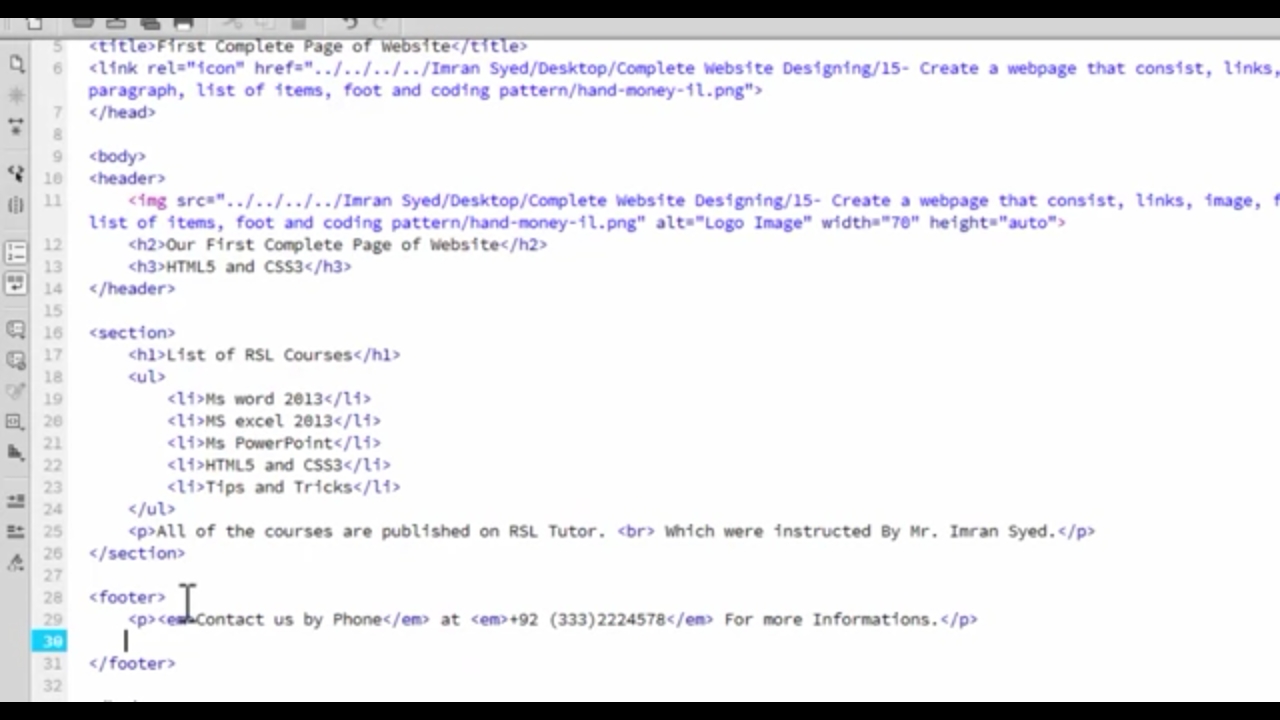 5 <title>First Complete Page of Website</title>
6 <link rel="icon" href="../../../../Imran Syed/Desktop/Complete Website Designing/15- Create a webpage that consist, links,
paragraph, list of items, foot and coding pattern/hand-money-il.png">
7 </head>
8
9 <body>
10 <header>
11 <img src="../../../../Imran Syed/Desktop/Complete Website Designing/15- Create a webpage that consist, links, image,
list of items, foot and coding pattern/hand-money-il.png" alt="Logo Image" width="70" height="auto">
12 <h2>Our First Complete Page of Website</h2>
13 <h3>HTML5 and CSS3</h3>
14 </header>
15
16 <section>
17 <h1>List of RSL Courses</h1>
18 <ul>
19 <li>Ms word 2013</li>
20 <li>MS excel 2013</li>
21 <li>Ms PowerPoint</li>
22 <li>HTML5 and CSS3</li>
23 <li>Tips and Tricks</li>
24 </ul>
25 <p>All of the courses are published on RSL Tutor. <br> Which were instructed By Mr. Imran Syed.</p>
26 </section>
27
28 <footer>
29 <p><em>Contact us by Phone</em> at <em>+92 (333)2224578</em> For more Informations.</p>
30
31 </footer>
32